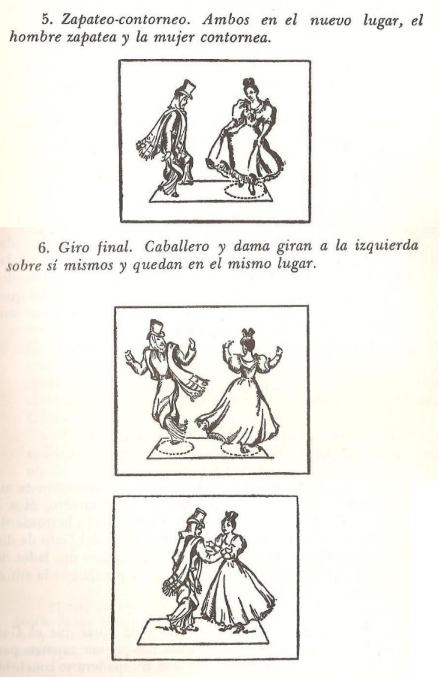 5. Zapateo-contorneo. Ambos en el nuevo lugar, el
hombre zapatea y la mujer contornea.
6. Giro final. Caballero y dama giran a la izquierda
sobre sí mismos y quedan en el mismo lugar.